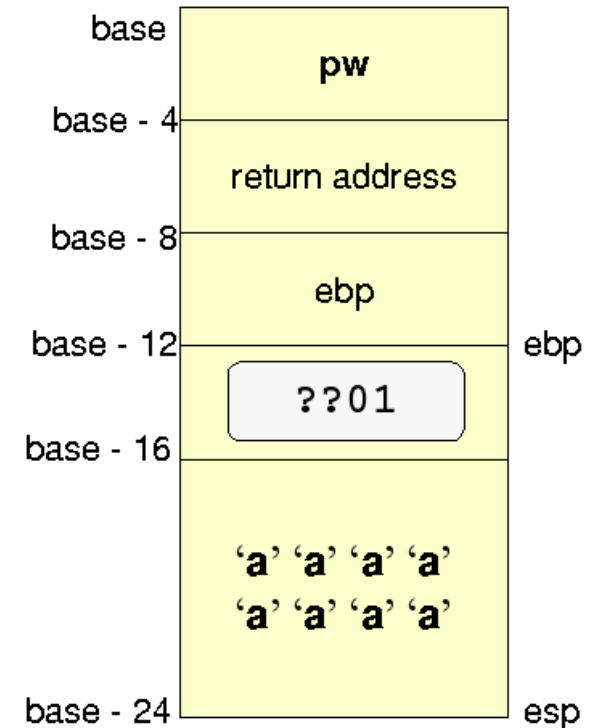 base
pw
base - 4
return address
base - 8
ebp
base - 12
ebp
??01
base - 16
‘a’ ‘a’ ‘a’ ‘a’
‘a’ ‘a’ ‘a’ ‘a’
base - 24
esp